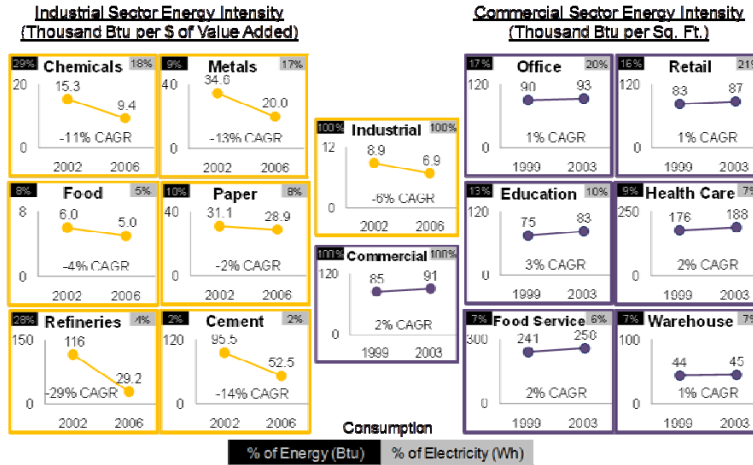 Industrial Sector Energy Intensity
(Thousand Btu per $ of Value Added)
Commercial Sector Energy Intensity
(Thousand Btu per Sq. Ft.)
29% Chemicals 18%
20
15.3
9.4
0
-11% CAGR
2002 2006
9% Metals 17%
40
34.6
20.0
0
-13% CAGR
2002 2006
8% Food 5%
8
6.0
5.0
0
-4% CAGR
2002 2006
10% Paper 8%
40
31.1
28.9
0
-2% CAGR
2002 2006
28% Refineries 4%
150
116
29.2
0
-29% CAGR
2002 2006
2% Cement 2%
120
95.5
52.5
0
-14% CAGR
2002 2006
100% Industrial 100%
12
8.9
6.9
0
-6% CAGR
2002 2006
100% Commercial 100%
120
85
91
0
2% CAGR
1999 2003
17% Office 20%
120
90
93
0
1% CAGR
1999 2003
16% Retail 21%
120
83
87
0
1% CAGR
1999 2003
13% Education 10%
120
75
83
0
3% CAGR
1999 2003
9% Health Care 7%
250
176
188
0
2% CAGR
1999 2003
7% Food Service 6%
300
241
258
0
2% CAGR
1999 2003
7% Warehouse 7%
100
44
45
0
1% CAGR
1999 2003
Consumption
% of Energy (Btu) % of Electricity (Wh)